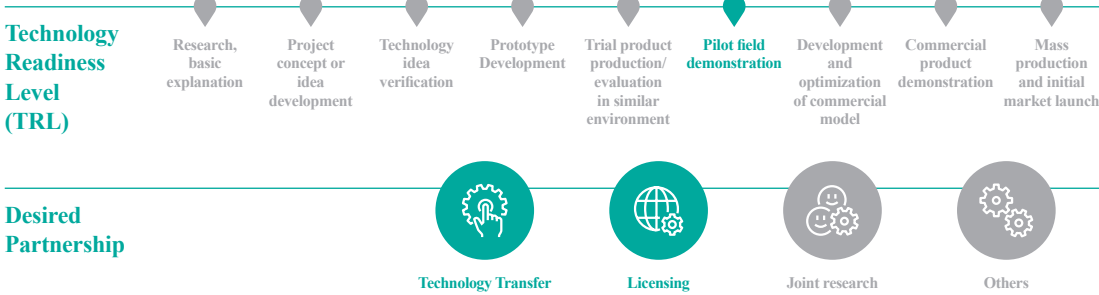 Technology
Readiness
Level
(TRL)
Research,
basic
explanation
Project
concept or
idea
development
Technology
idea
verification
Prototype
Development
Trial product
production/
evaluation
in similar
environment
Pilot field
demonstration
Development
and
optimization
of commercial
model
Commercial
product
demonstration
Mass
production
and initial
market launch
Desired
Partnership
Technology Transfer
Licensing
Joint research
Others